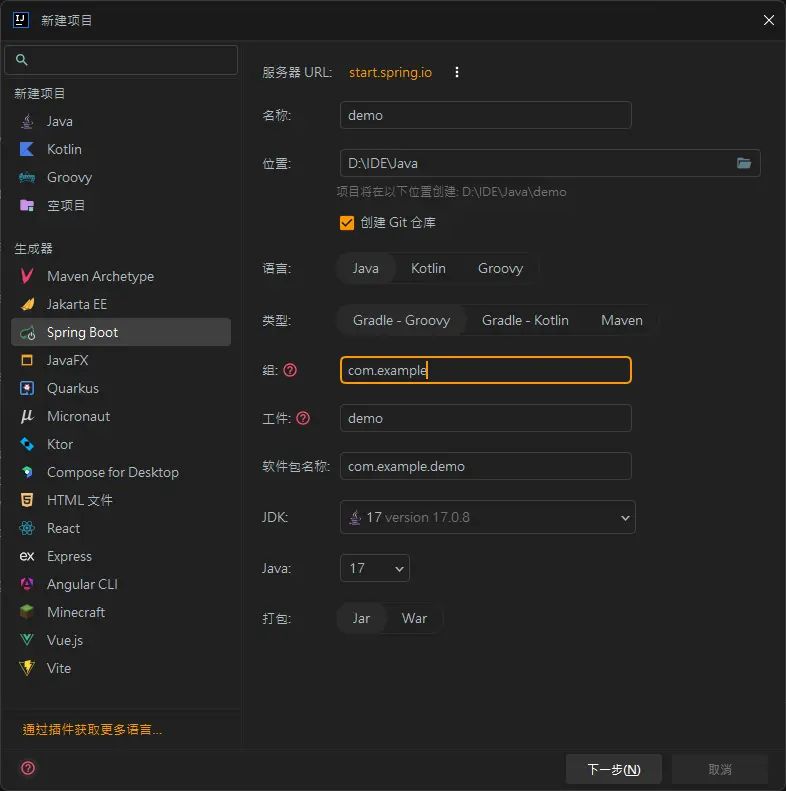 新建项目
新建项目
Java
Kotlin
Groovy
空项目
生成器
Maven Archetype
Jakarta EE
Spring Boot
JavaFX
Quarkus
Micronaut
Ktor
Compose for Desktop
HTML 文件
React
Express
Angular CLI
Minecraft
Vue.js
Vite
通过插件获取更多语言...
服务器 URL: start.spring.io
名称: demo
位置: D:\IDE\Java
项目将在以下位置创建: D:\IDE\Java\demo
创建 Git 仓库
语言: Java Kotlin Groovy
类型: Gradle - Groovy Gradle - Kotlin Maven
组: com.example
工件: demo
软件包名称: com.example.demo
JDK: 17 version 17.0.8
Java: 17
打包: Jar War
下一步(N) 取消